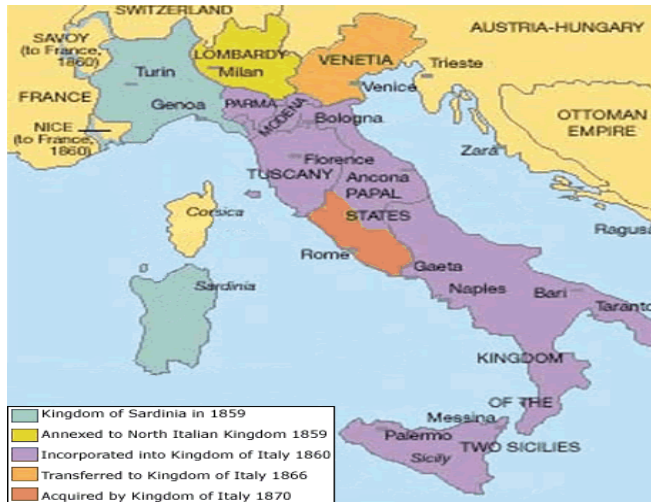 SWITZERLAND
AUSTRIA-HUNGARY
SAVOY
(to France,
1860)
LOMBARDY
Milan
VENETIA
Trieste
Turin
Venice
FRANCE
Genoa
PARMA
MODENA
Bologna
OTTOMAN
EMPIRE
NICE
(to France,
1860)
Florence
TUSCANY
Zara
Ancona
PAPAL
STATES
Corsica
Ragusa
Rome
Gaeta
Sardinia
Naples
Bari
Taranto
KINGDOM
OF THE
Messina
Palermo
TWO SICILIES
Sicily
Kingdom of Sardinia in 1859
Annexed to North Italian Kingdom 1859
Incorporated into Kingdom of Italy 1860
Transferred to Kingdom of Italy 1866
Acquired by Kingdom of Italy 1870